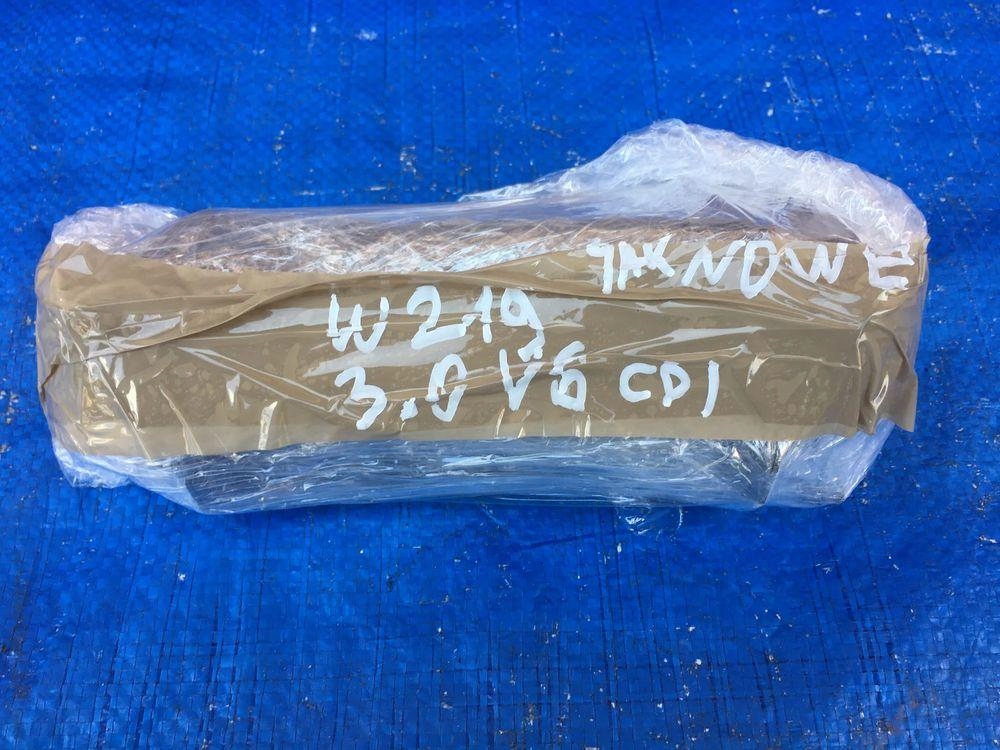 JAK NOWE
W219
3.0 V6 CDI